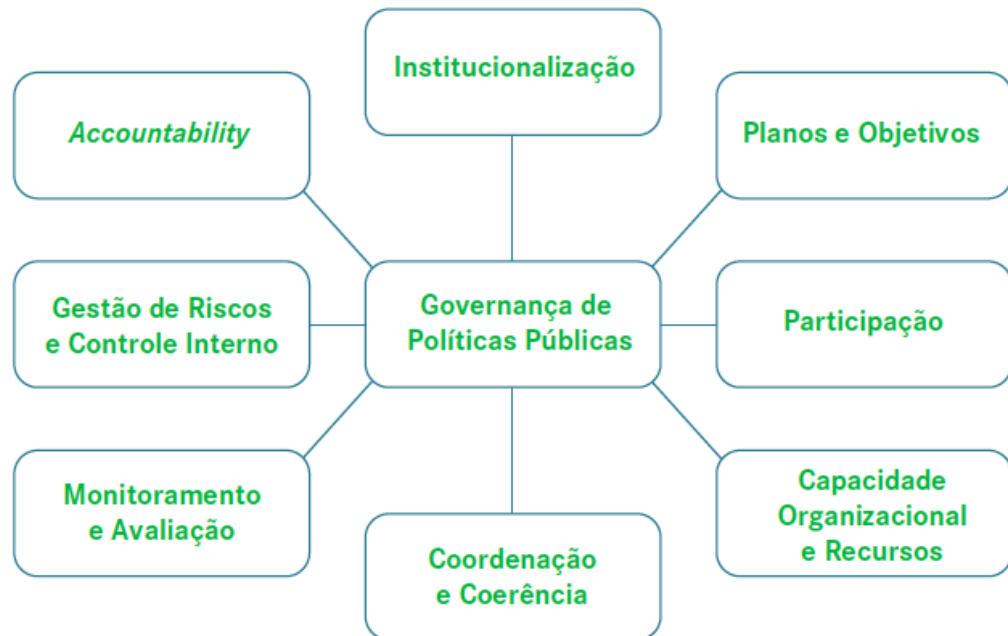 Institucionalização
Accountability
Planos e Objetivos
Gestão de Riscos
e Controle Interno
Governança de
Políticas Públicas
Participação
Monitoramento
e Avaliação
Coordenação
e Coerência
Capacidade
Organizacional
e Recursos